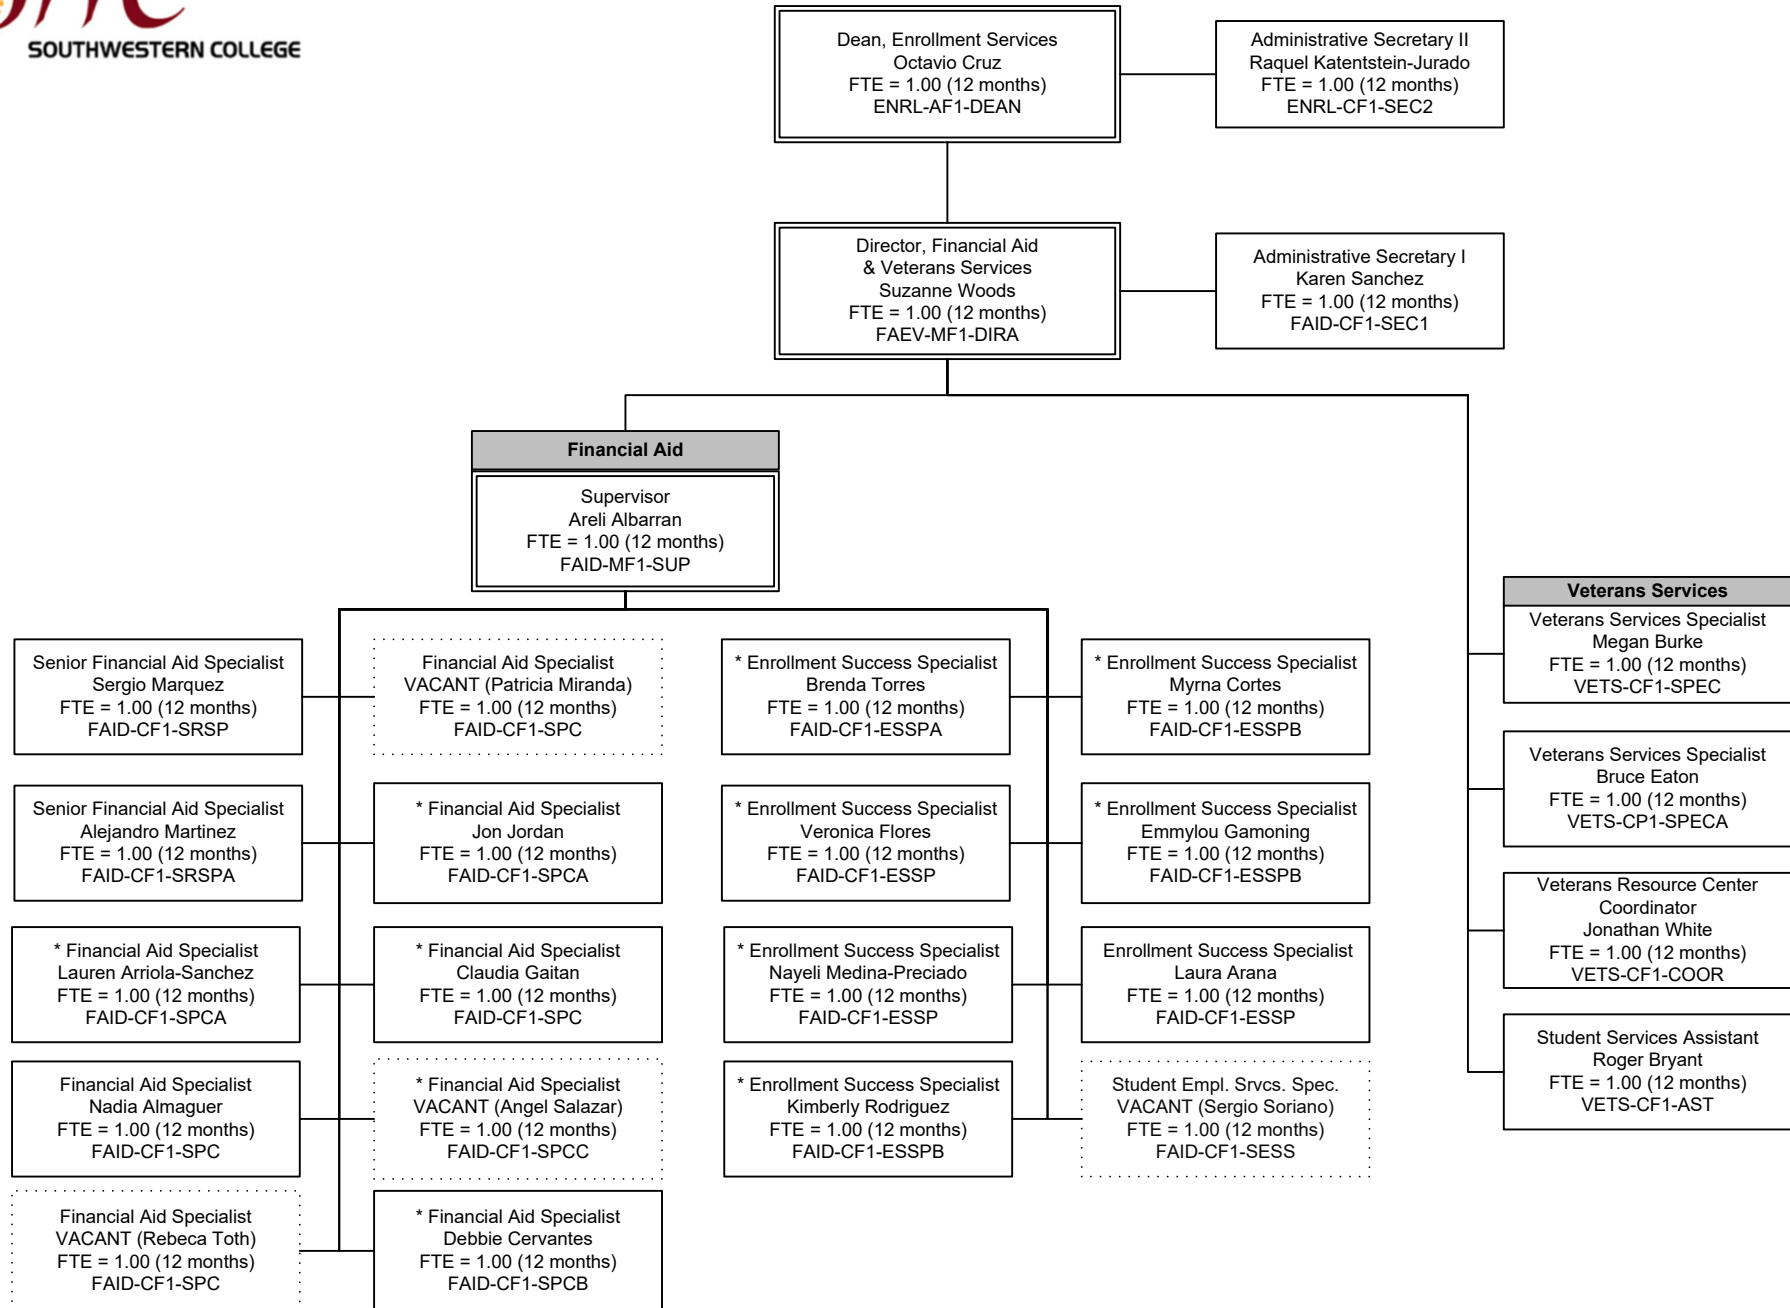 SOUTHWESTERN COLLEGE
Dean, Enrollment Services
Octavio Cruz
FTE = 1.00 (12 months)
ENRL-AF1-DEAN
Administrative Secretary II
Raquel Katentstein-Jurado
FTE = 1.00 (12 months)
ENRL-CF1-SEC2
Director, Financial Aid
& Veterans Services
Suzanne Woods
FTE = 1.00 (12 months)
FAEV-MF1-DIRA
Administrative Secretary I
Karen Sanchez
FTE = 1.00 (12 months)
FAID-CF1-SEC1
Financial Aid
Supervisor
Areli Albarran
FTE = 1.00 (12 months)
FAID-MF1-SUP
Senior Financial Aid Specialist
Sergio Marquez
FTE = 1.00 (12 months)
FAID-CF1-SRSP
Financial Aid Specialist
VACANT (Patricia Miranda)
FTE = 1.00 (12 months)
FAID-CF1-SPC
* Enrollment Success Specialist
Brenda Torres
FTE = 1.00 (12 months)
FAID-CF1-ESSPA
* Enrollment Success Specialist
Myrna Cortes
FTE = 1.00 (12 months)
FAID-CF1-ESSPB
Senior Financial Aid Specialist
Alejandro Martinez
FTE = 1.00 (12 months)
FAID-CF1-SRSPA
* Financial Aid Specialist
Jon Jordan
FTE = 1.00 (12 months)
FAID-CF1-SPCA
* Enrollment Success Specialist
Veronica Flores
FTE = 1.00 (12 months)
FAID-CF1-ESSP
* Enrollment Success Specialist
Emmylou Gamoning
FTE = 1.00 (12 months)
FAID-CF1-ESSPB
* Financial Aid Specialist
Lauren Arriola-Sanchez
FTE = 1.00 (12 months)
FAID-CF1-SPCA
* Financial Aid Specialist
Claudia Gaitan
FTE = 1.00 (12 months)
FAID-CF1-SPC
* Enrollment Success Specialist
Nayeli Medina-Preciado
FTE = 1.00 (12 months)
FAID-CF1-ESSP
Enrollment Success Specialist
Laura Arana
FTE = 1.00 (12 months)
FAID-CF1-ESSP
Financial Aid Specialist
Nadia Almaguer
FTE = 1.00 (12 months)
FAID-CF1-SPC
* Financial Aid Specialist
VACANT (Angel Salazar)
FTE = 1.00 (12 months)
FAID-CF1-SPCC
* Enrollment Success Specialist
Kimberly Rodriguez
FTE = 1.00 (12 months)
FAID-CF1-ESSPB
Student Empl. Srvcs. Spec.
VACANT (Sergio Soriano)
FTE = 1.00 (12 months)
FAID-CF1-SESS
Financial Aid Specialist
VACANT (Rebeca Toth)
FTE = 1.00 (12 months)
FAID-CF1-SPC
* Financial Aid Specialist
Debbie Cervantes
FTE = 1.00 (12 months)
FAID-CF1-SPCB
Veterans Services
Veterans Services Specialist
Megan Burke
FTE = 1.00 (12 months)
VETS-CF1-SPEC
Veterans Services Specialist
Bruce Eaton
FTE = 1.00 (12 months)
VETS-CP1-SPECA
Veterans Resource Center
Coordinator
Jonathan White
FTE = 1.00 (12 months)
VETS-CF1-COOR
Student Services Assistant
Roger Bryant
FTE = 1.00 (12 months)
VETS-CF1-AST